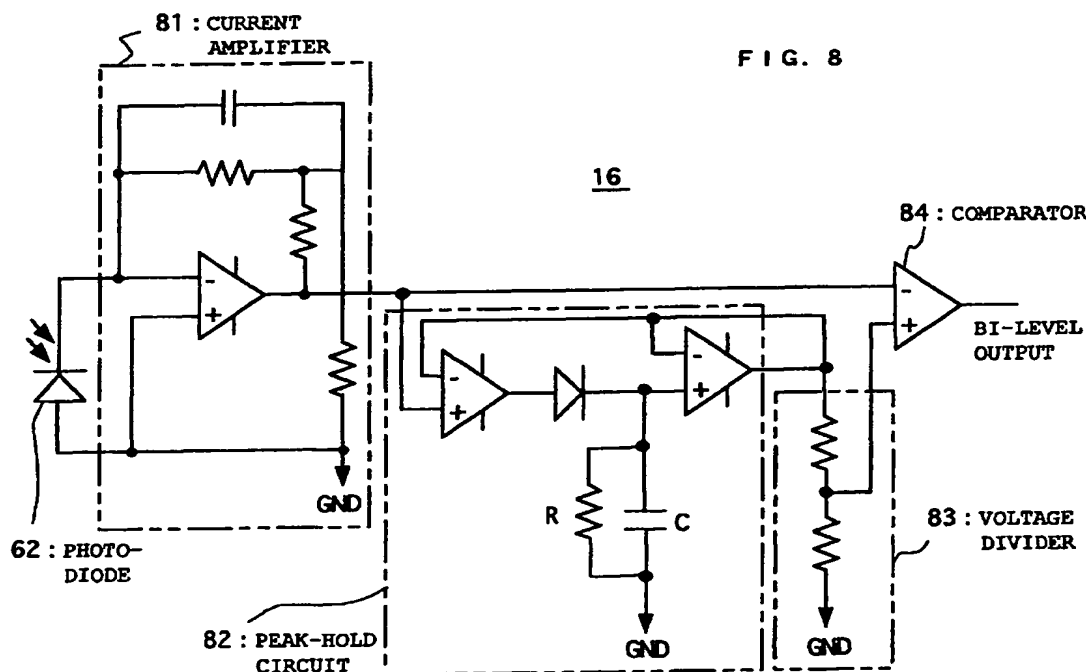 81 : CURRENT
AMPLIFIER
FIG. 8
16
84 : COMPARATOR
-
+
-
+
BI-LEVEL
OUTPUT
-
+
-
+
GND
R
C
62 : PHOTO-
DIODE
83 : VOLTAGE
DIVIDER
82 : PEAK-HOLD
CIRCUIT
GND
GND